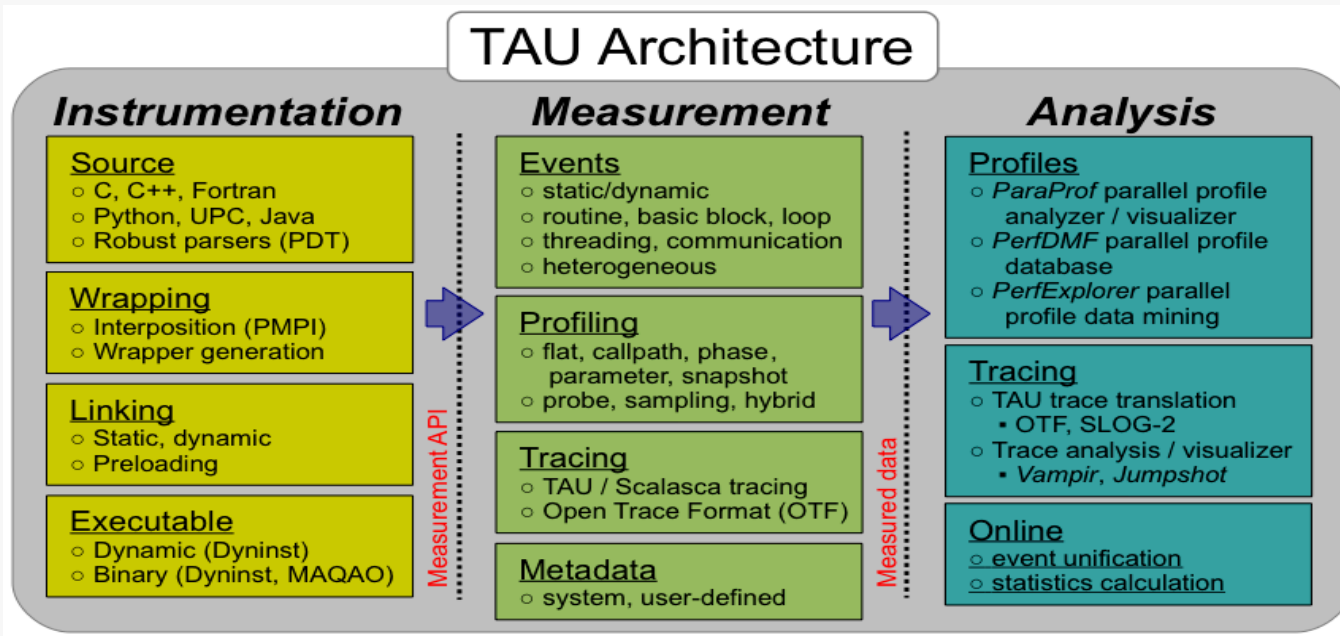 TAU Architecture
Instrumentation
Source
○ C, C++, Fortran
○ Python, UPC, Java
○ Robust parsers (PDT)
Wrapping
○ Interposition (PMPI)
○ Wrapper generation
Linking
○ Static, dynamic
○ Preloading
Executable
○ Dynamic (Dyninst)
○ Binary (Dyninst, MAQAO)
Measurement API
Measurement
Events
○ static/dynamic
○ routine, basic block, loop
○ threading, communication
○ heterogeneous
Profiling
○ flat, callpath, phase,
parameter, snapshot
○ probe, sampling, hybrid
Tracing
○ TAU / Scalasca tracing
○ Open Trace Format (OTF)
Metadata
○ system, user-defined
Measured data
Analysis
Profiles
○ ParaProf parallel profile
analyzer / visualizer
○ PerfDMF parallel profile
database
○ PerfExplorer parallel
profile data mining
Tracing
○ TAU trace translation
▪ OTF, SLOG-2
○ Trace analysis / visualizer
▪ Vampir, Jumpshot
Online
○ event unification
○ statistics calculation